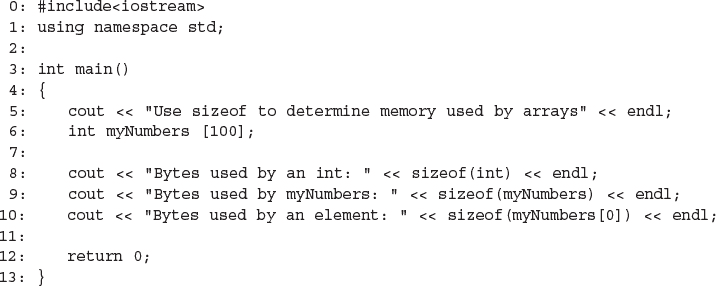 0: #include<iostream>
1: using namespace std;
2:
3: int main()
4: {
5:    cout << "Use sizeof to determine memory used by arrays" << endl;
6:    int myNumbers [100];
7:
8:    cout << "Bytes used by an int: " << sizeof(int) << endl;
9:    cout << "Bytes used by myNumbers: " << sizeof(myNumbers) << endl;
10:    cout << "Bytes used by an element: " << sizeof(myNumbers[0]) << endl;
11:
12:    return 0;
13: }